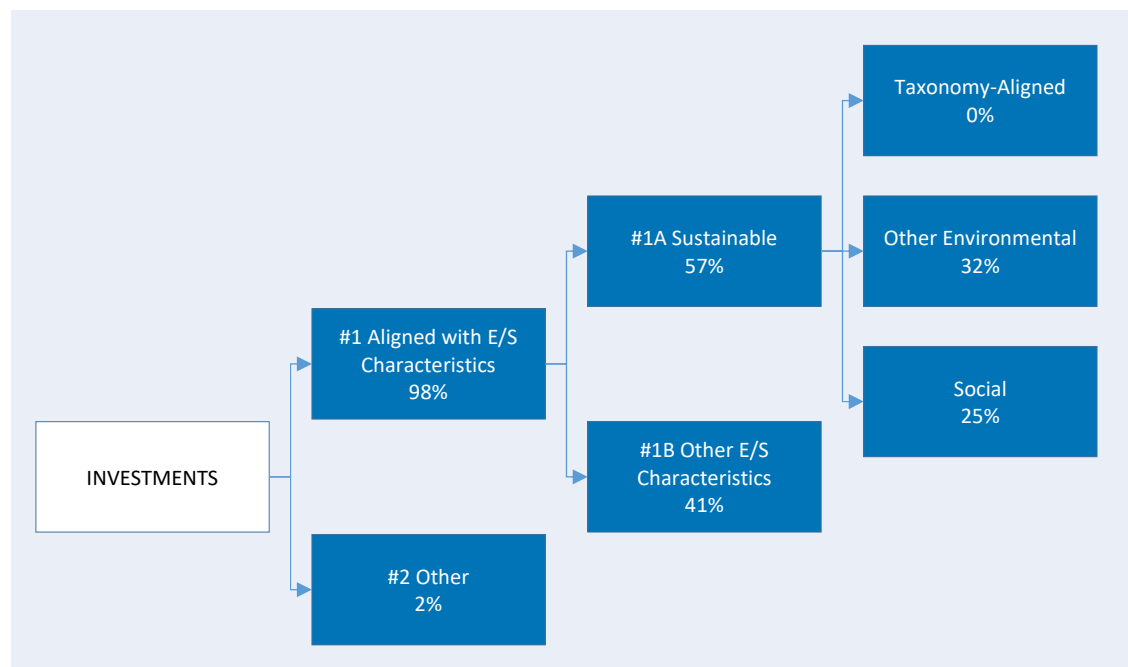 INVESTMENTS
#1 Aligned with E/S
Characteristics
98%
#2 Other
2%
#1A Sustainable
57%
#1B Other E/S
Characteristics
41%
Taxonomy-Aligned
0%
Other Environmental
32%
Social
25%